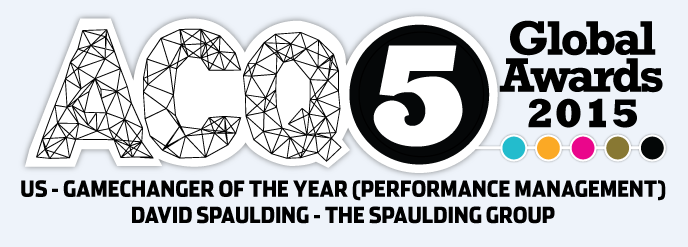 ACQ5
Global
Awards
2015
US - GAMECHANGER OF THE YEAR (PERFORMANCE MANAGEMENT)
DAVID SPAULDING - THE SPAULDING GROUP